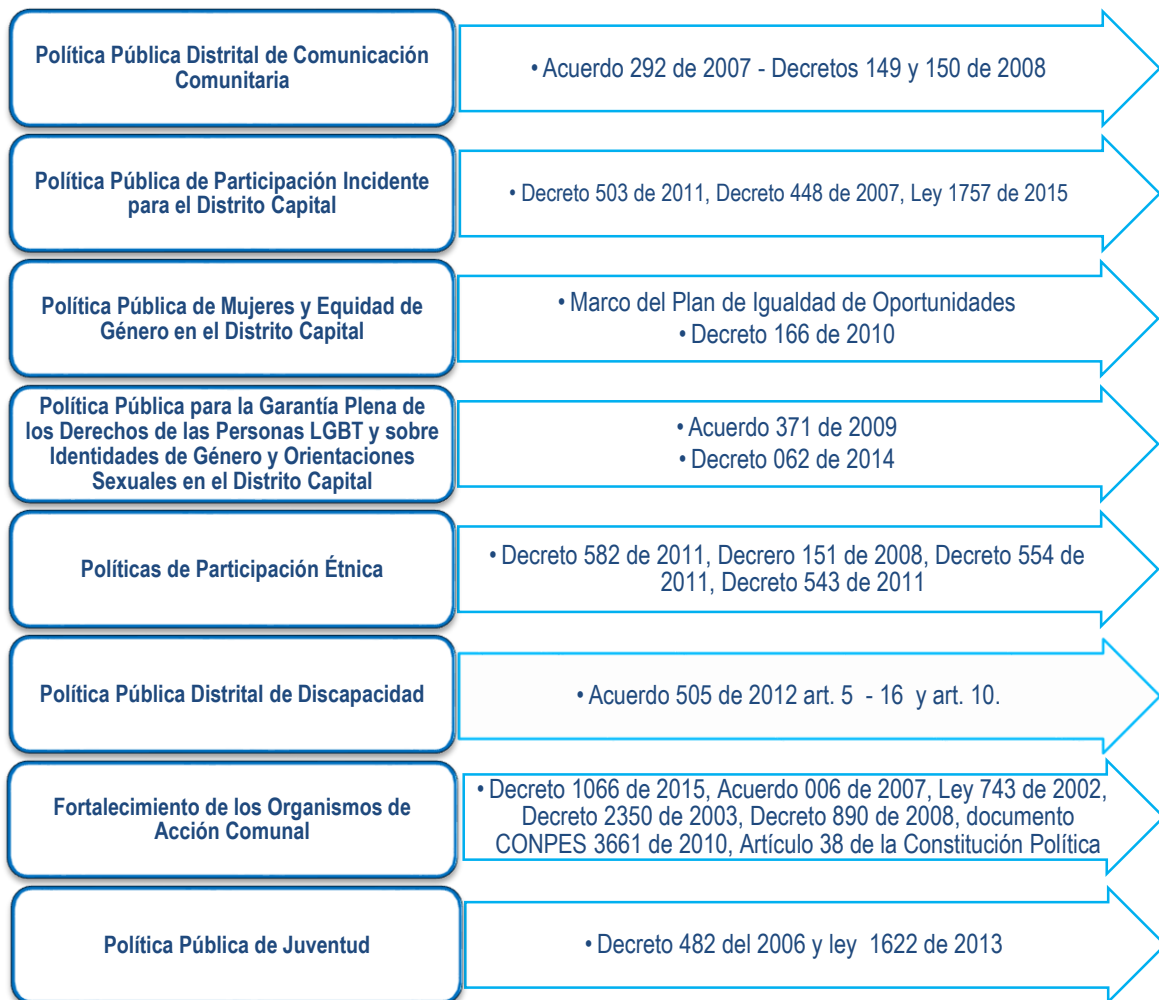 Política Pública Distrital de Comunicación
Comunitaria
• Acuerdo 292 de 2007 - Decretos 149 y 150 de 2008
Política Pública de Participación Incidente
para el Distrito Capital
• Decreto 503 de 2011, Decreto 448 de 2007, Ley 1757 de 2015
Política Pública de Mujeres y Equidad de
Género en el Distrito Capital
• Marco del Plan de Igualdad de Oportunidades
• Decreto 166 de 2010
Política Pública para la Garantía Plena de
los Derechos de las Personas LGBT y sobre
Identidades de Género y Orientaciones
Sexuales en el Distrito Capital
• Acuerdo 371 de 2009
• Decreto 062 de 2014
Políticas de Participación Étnica
• Decreto 582 de 2011, Decrero 151 de 2008, Decreto 554 de
2011, Decreto 543 de 2011
Política Pública Distrital de Discapacidad
• Acuerdo 505 de 2012 art. 5 - 16 y art. 10.
Fortalecimiento de los Organismos de
Acción Comunal
• Decreto 1066 de 2015, Acuerdo 006 de 2007, Ley 743 de 2002,
Decreto 2350 de 2003, Decreto 890 de 2008, documento
CONPES 3661 de 2010, Artículo 38 de la Constitución Política
Política Pública de Juventud
• Decreto 482 del 2006 y ley 1622 de 2013